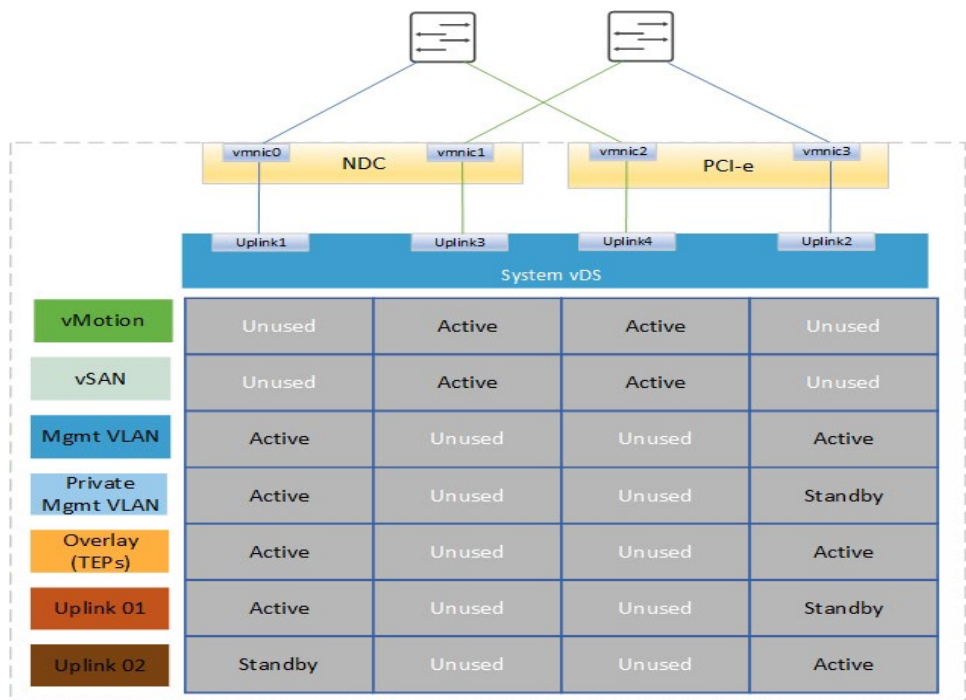 vmnic0
NDC
vmnic1
vmnic2
PCI-e
vmnic3
Uplink1
Uplink3
Uplink4
Uplink2
System vDS
vMotion
Unused
Active
Active
Unused
vSAN
Unused
Active
Active
Unused
Mgmt VLAN
Active
Unused
Unused
Active
Private
Mgmt VLAN
Active
Unused
Unused
Standby
Overlay
(TEPs)
Active
Unused
Unused
Active
Uplink 01
Active
Unused
Unused
Standby
Uplink 02
Standby
Unused
Unused
Active